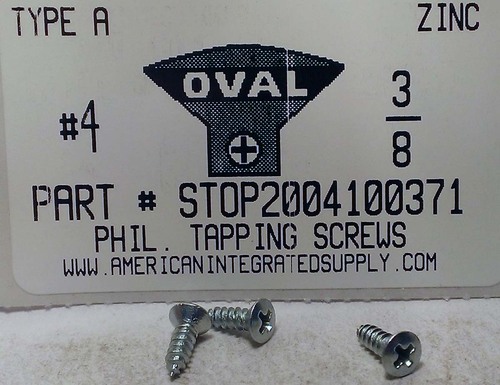 TYPE A
ZINC
OVAL
#4
3
8
PART # STOP2004100371
PHIL. TAPPING SCREWS
WWW.AMERICANINTEGRATEDSUPPLY.COM